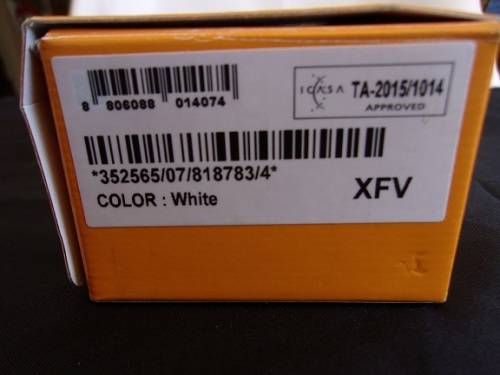 8 806088 014074
ICASA TA-2015/1014
APPROVED
*352565/07/818783/4*
COLOR : White
XFV